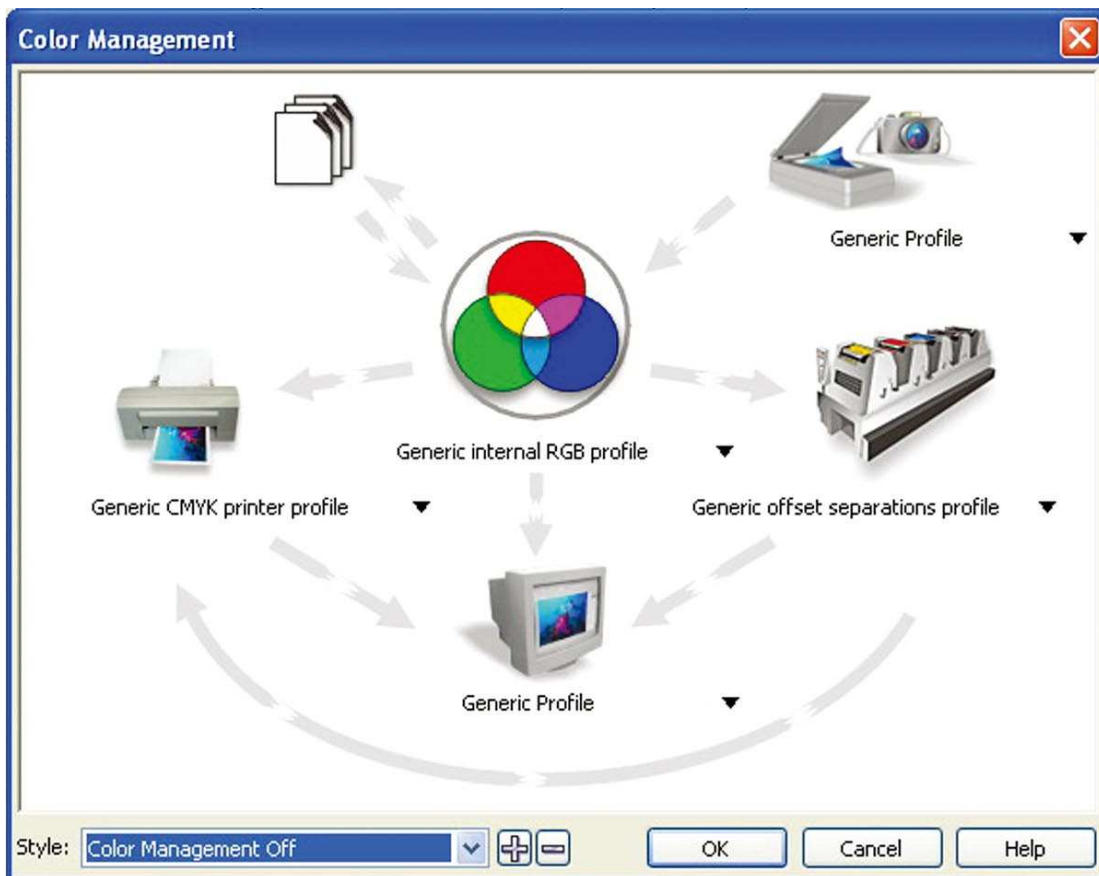 Color Management
Generic Profile
Generic internal RGB profile
Generic CMYK printer profile
Generic offset separations profile
Generic Profile
Style: Color Management Off
OK
Cancel
Help